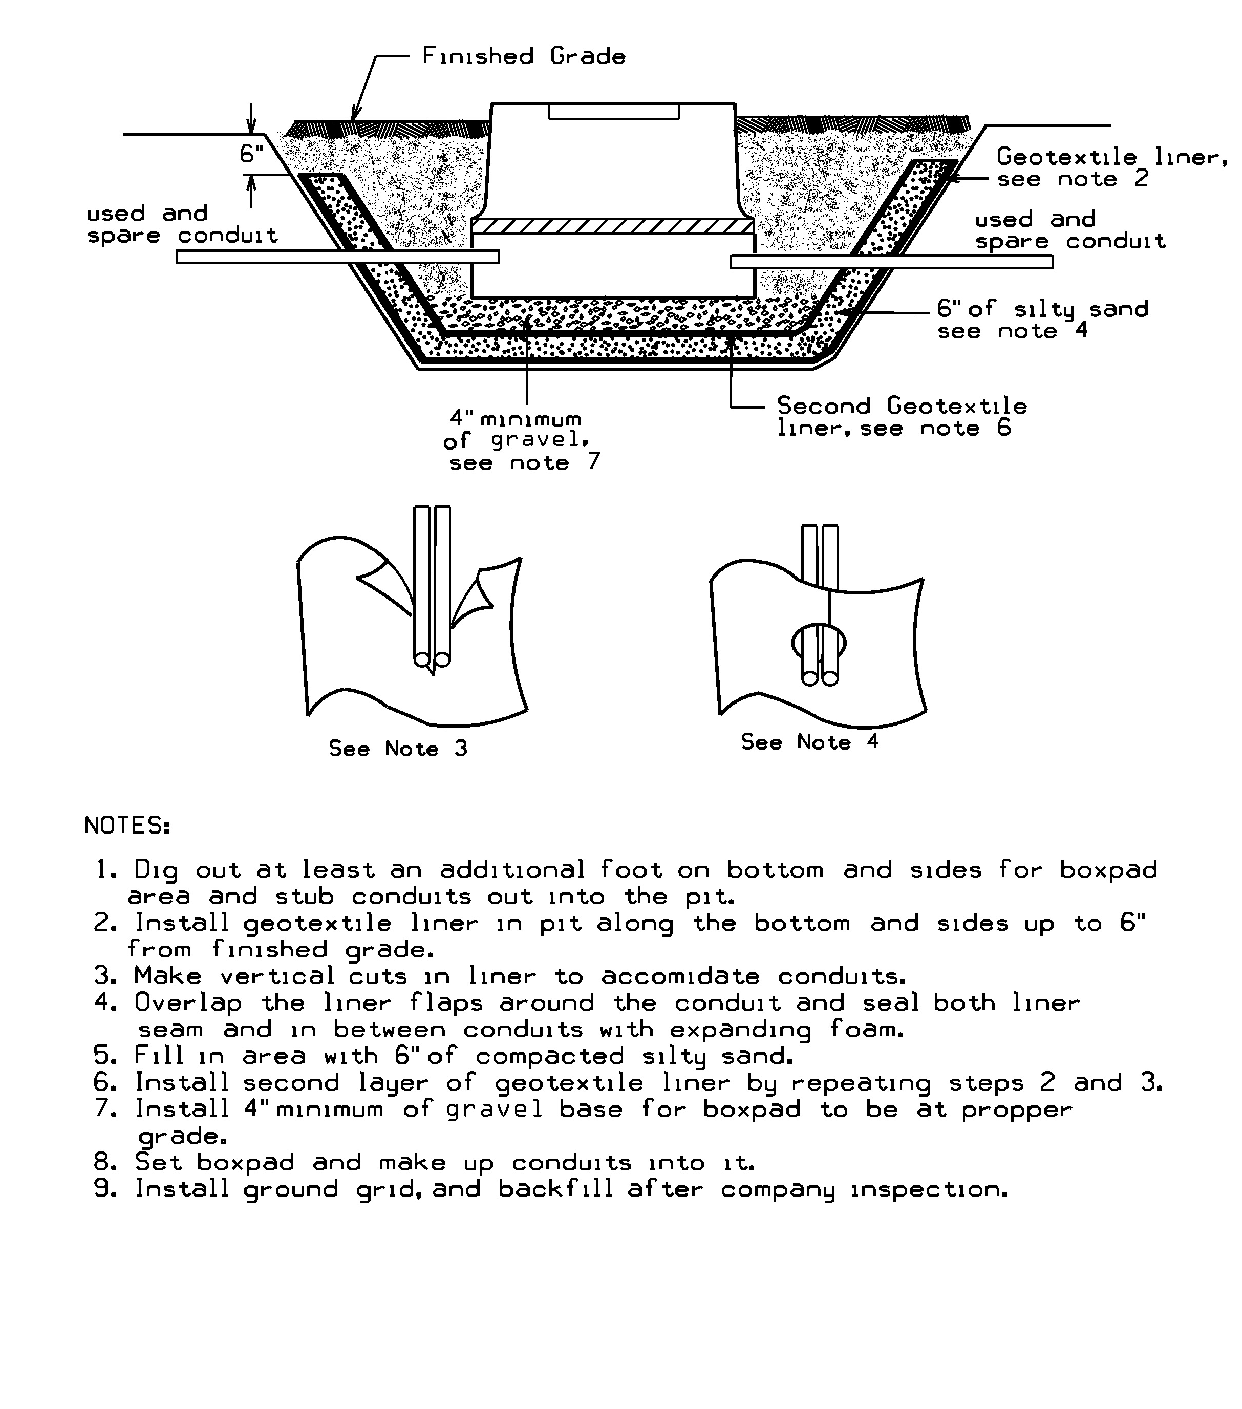 Finished Grade
6"
Geotextile liner,
see note 2
used and
spare conduit
used and
spare conduit
6" of silty sand
see note 4
4" minimum
of gravel,
see note 7
Second Geotextile
liner, see note 6
See Note 3
See Note 4
NOTES:
1. Dig out at least an additional foot on bottom and sides for boxpad
area and stub conduits out into the pit.
2. Install geotextile liner in pit along the bottom and sides up to 6"
from finished grade.
3. Make vertical cuts in liner to accomidate conduits.
4. Overlap the liner flaps around the conduit and seal both liner
seam and in between conduits with expanding foam.
5. Fill in area with 6" of compacted silty sand.
6. Install second layer of geotextile liner by repeating steps 2 and 3.
7. Install 4" minimum of gravel base for boxpad to be at propper
grade.
8. Set boxpad and make up conduits into it.
9. Install ground grid, and backfill after company inspection.